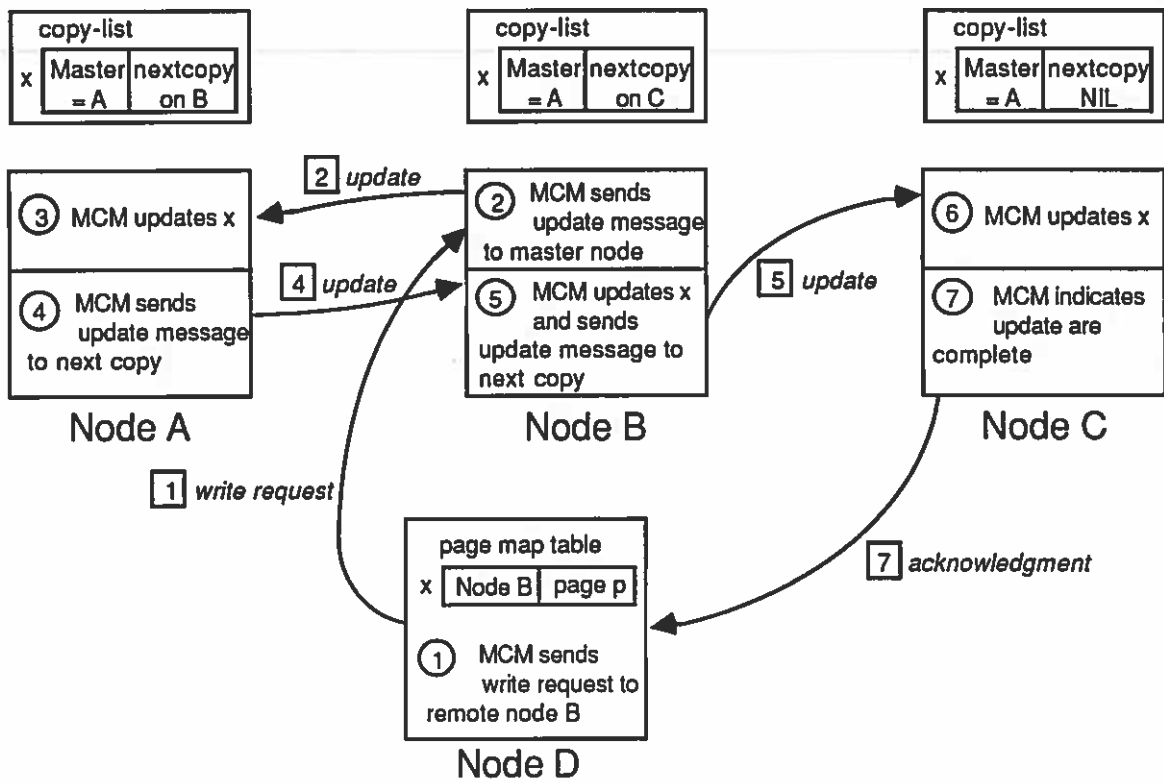 copy-list
x Master = A nextcopy on B
copy-list
x Master = A nextcopy on C
copy-list
x Master = A nextcopy NIL
3 MCM updates x
4 MCM sends
update message
to next copy
Node A
2 update
4 update
2 MCM sends
update message
to master node
5 MCM updates x
and sends
update message to
next copy
Node B
5 update
6 MCM updates x
7 MCM indicates
update are
complete
Node C
1 write request
7 acknowledgment
page map table
x Node B page p
1 MCM sends
write request to
remote node B
Node D